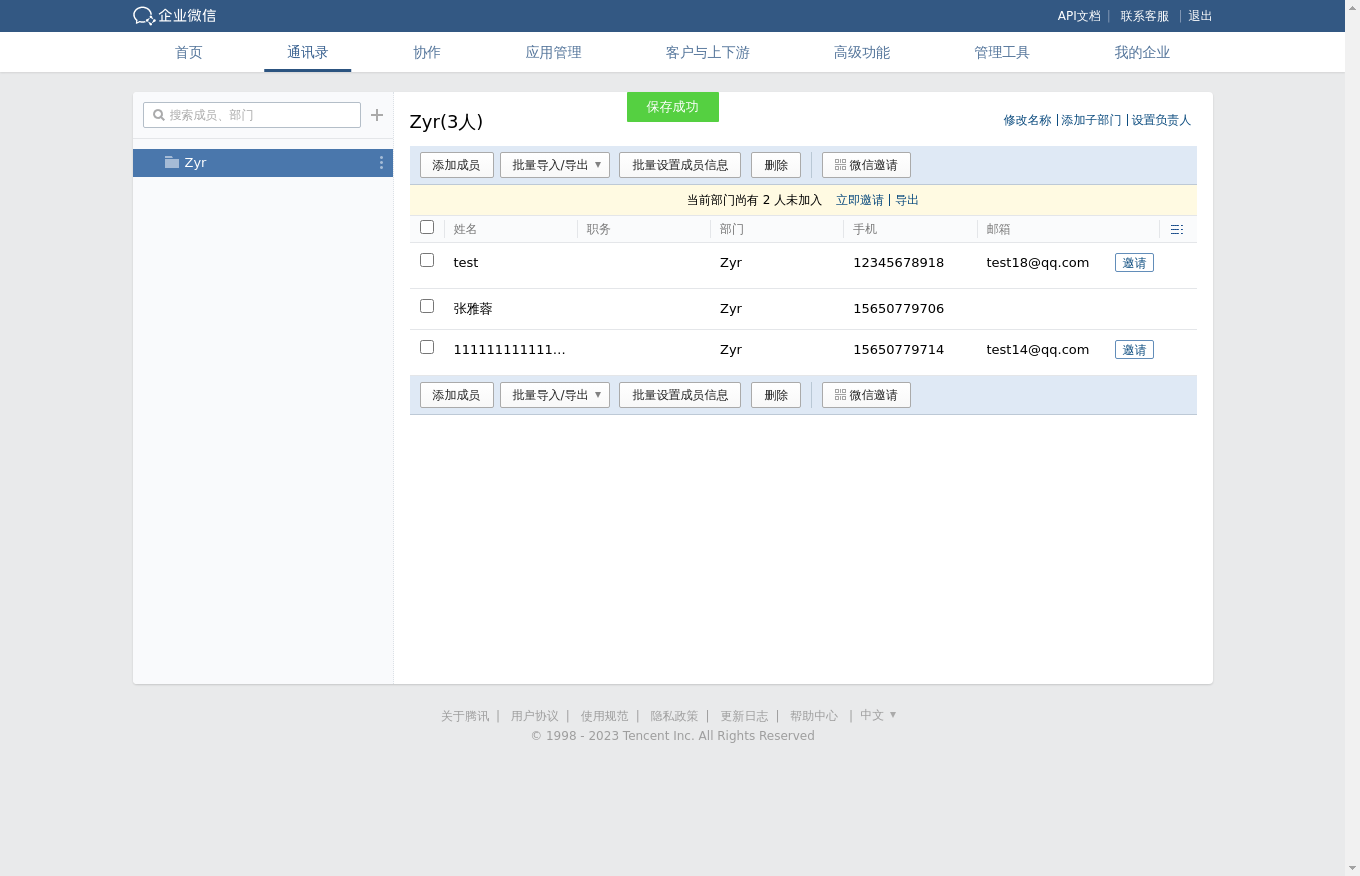 企业微信 API文档 | 联系客服 | 退出
首页 通讯录 协作 应用管理 客户与上下游 高级功能 管理工具 我的企业
保存成功
搜索成员、部门
Zyr
Zyr(3人) 修改名称 | 添加子部门 | 设置负责人
添加成员 批量导入/导出 批量设置成员信息 删除 微信邀请
当前部门尚有 2 人未加入 立即邀请 | 导出
姓名 职务 部门 手机 邮箱
test Zyr 12345678918 test18@qq.com 邀请
张雅蓉 Zyr 15650779706
111111111111... Zyr 15650779714 test14@qq.com 邀请
添加成员 批量导入/导出 批量设置成员信息 删除 微信邀请
关于腾讯 | 用户协议 | 使用规范 | 隐私政策 | 更新日志 | 帮助中心 | 中文
© 1998 - 2023 Tencent Inc. All Rights Reserved